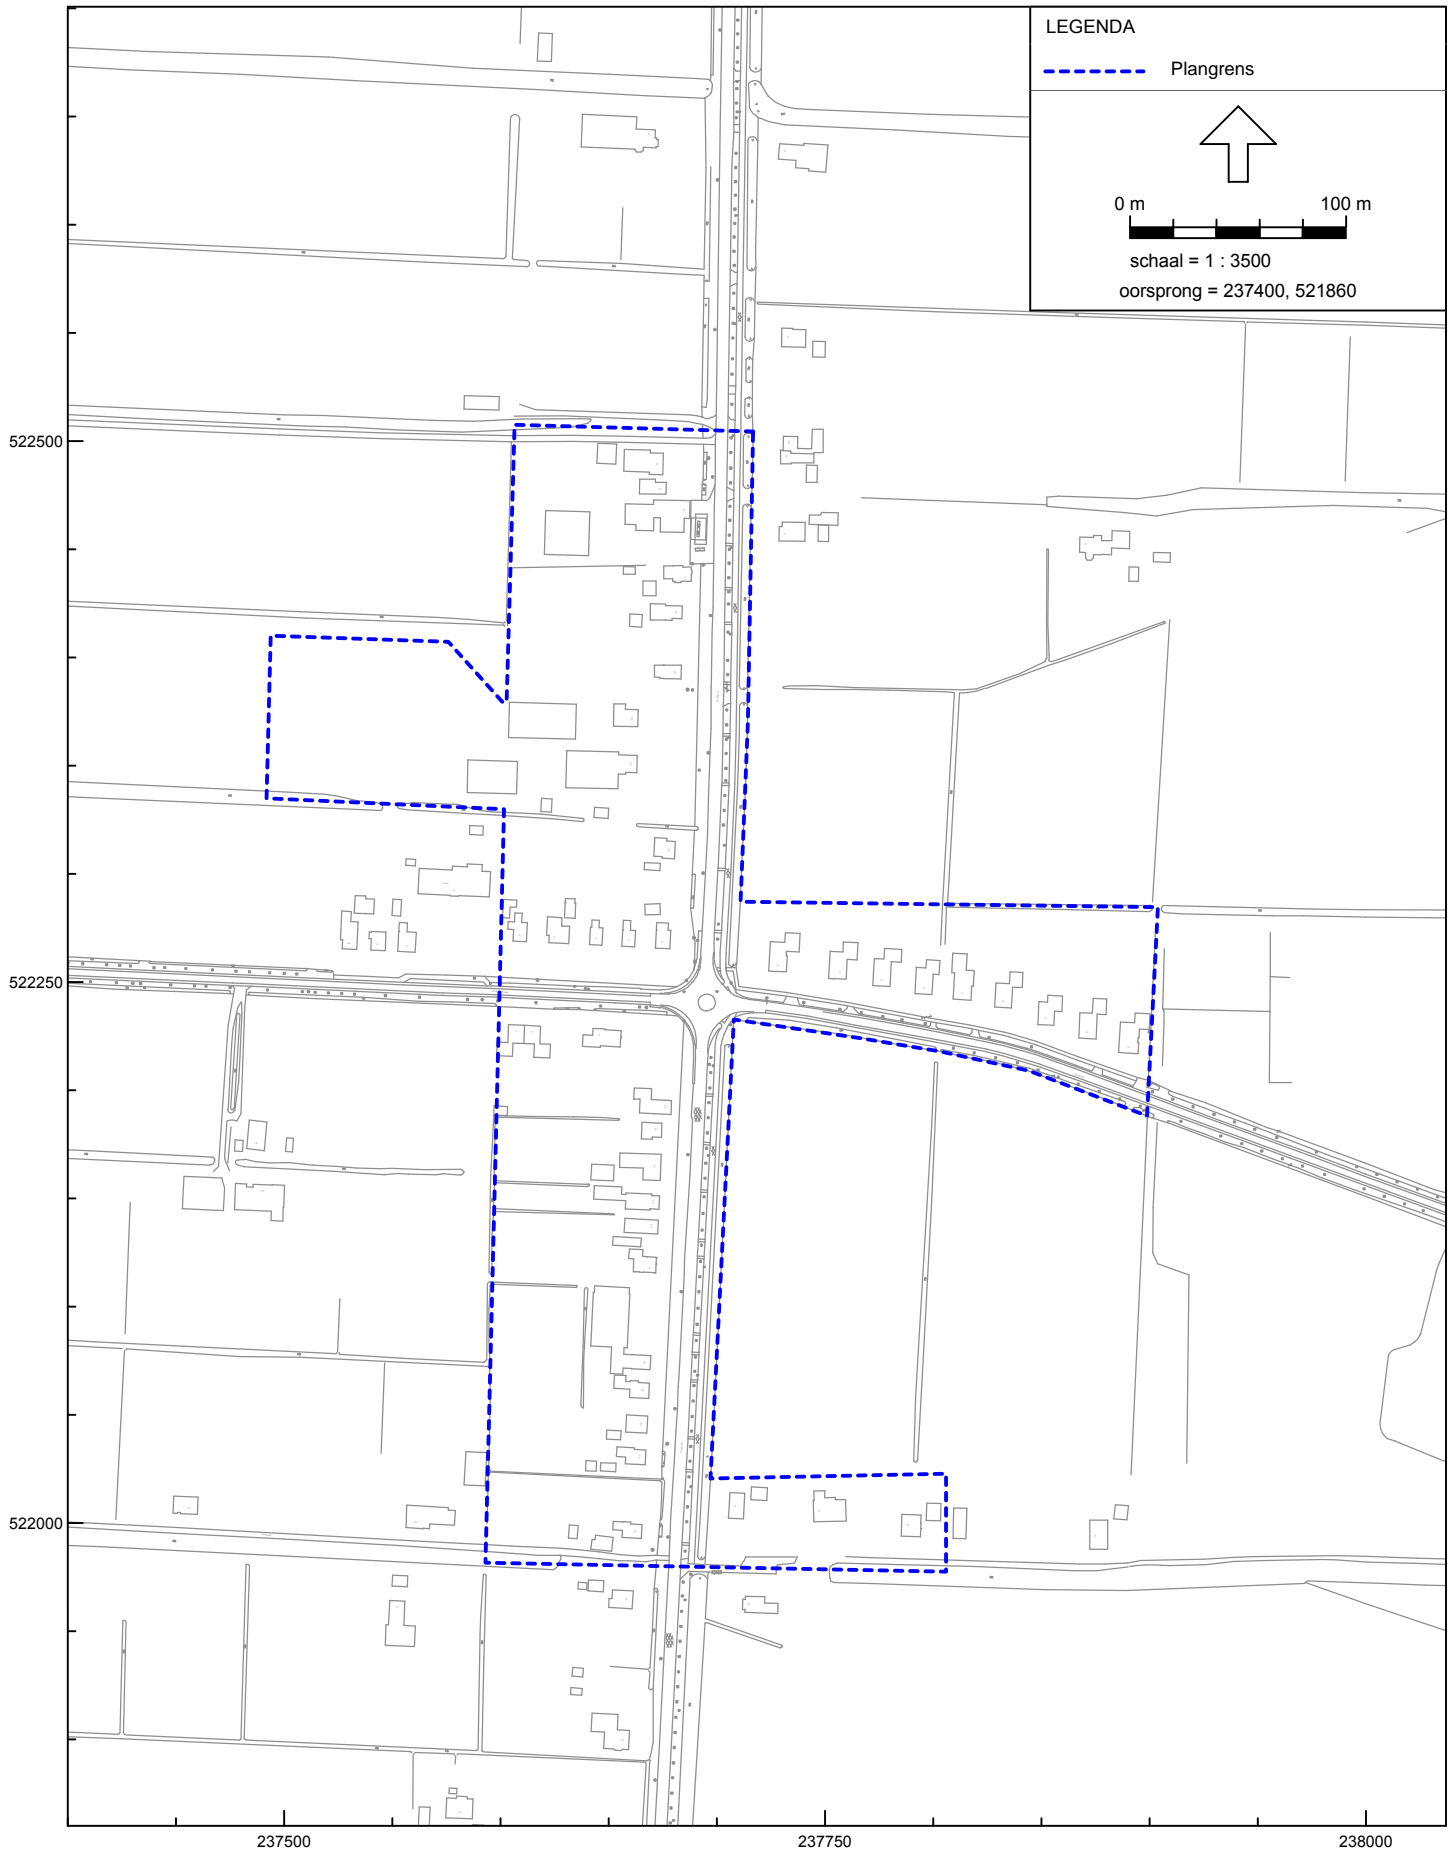 LEGENDA
Plangrens
0 m 100 m
schaal = 1 : 3500
oorsprong = 237400, 521860
522500
522250
522000
237500 237750 238000